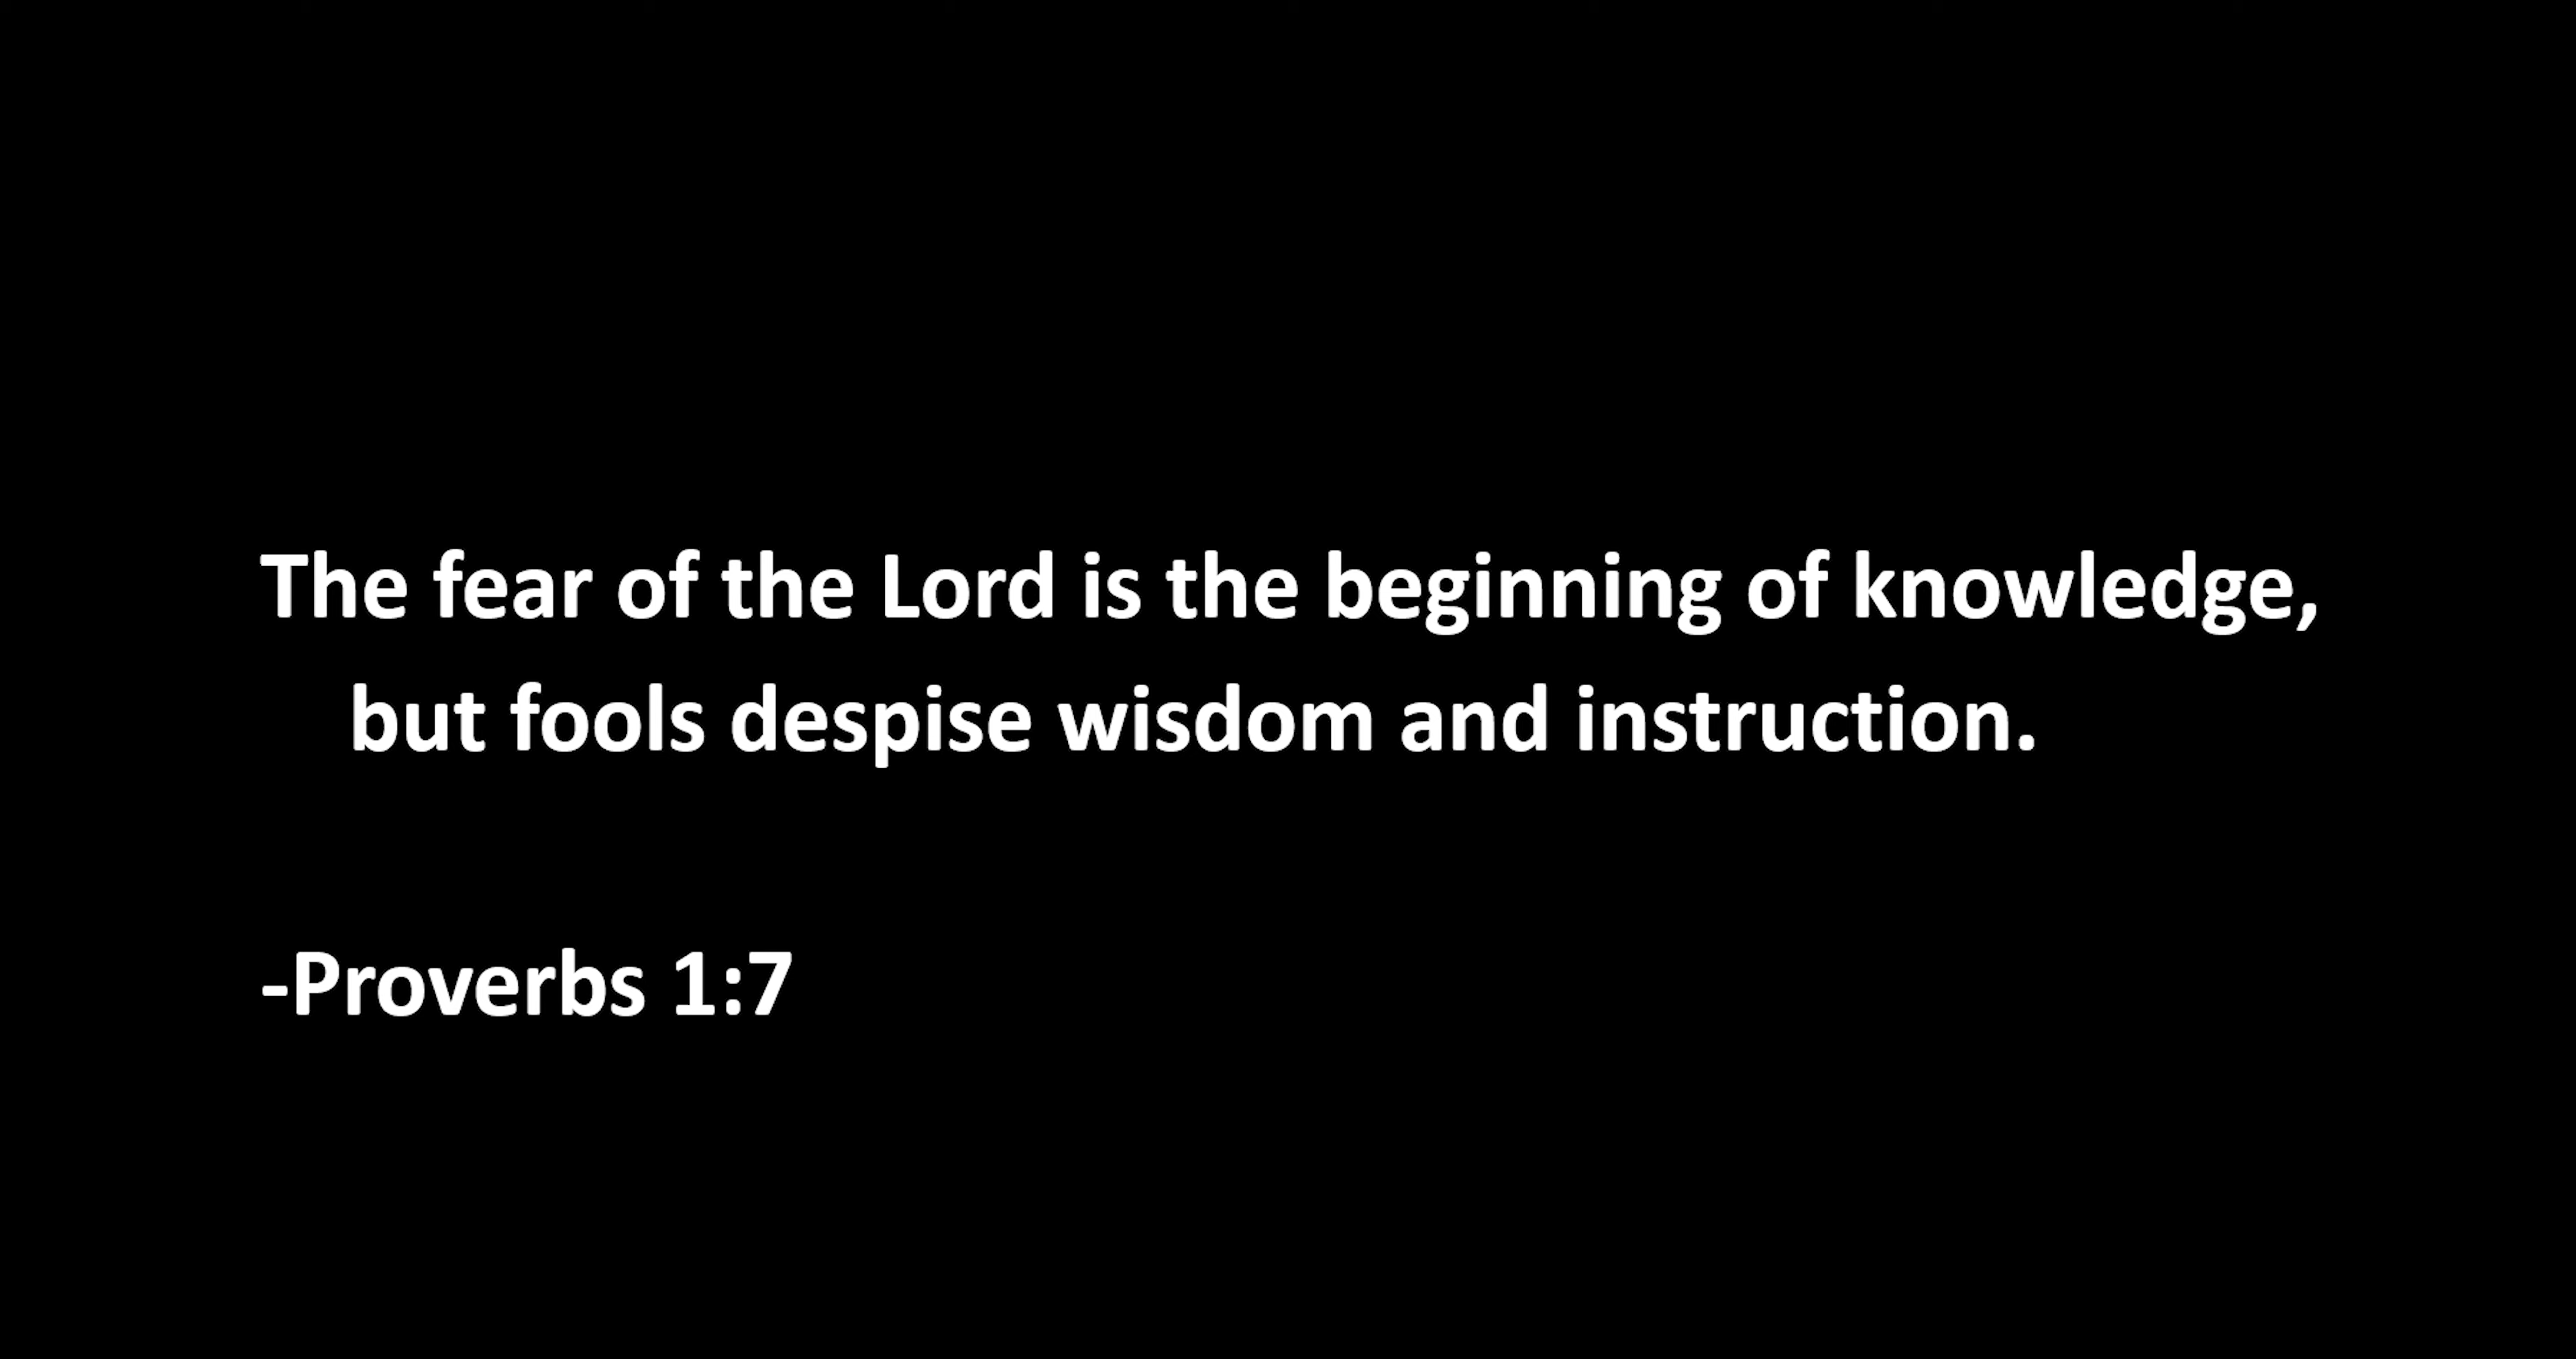 The fear of the Lord is the beginning of knowledge,
but fools despise wisdom and instruction.
-Proverbs 1:7